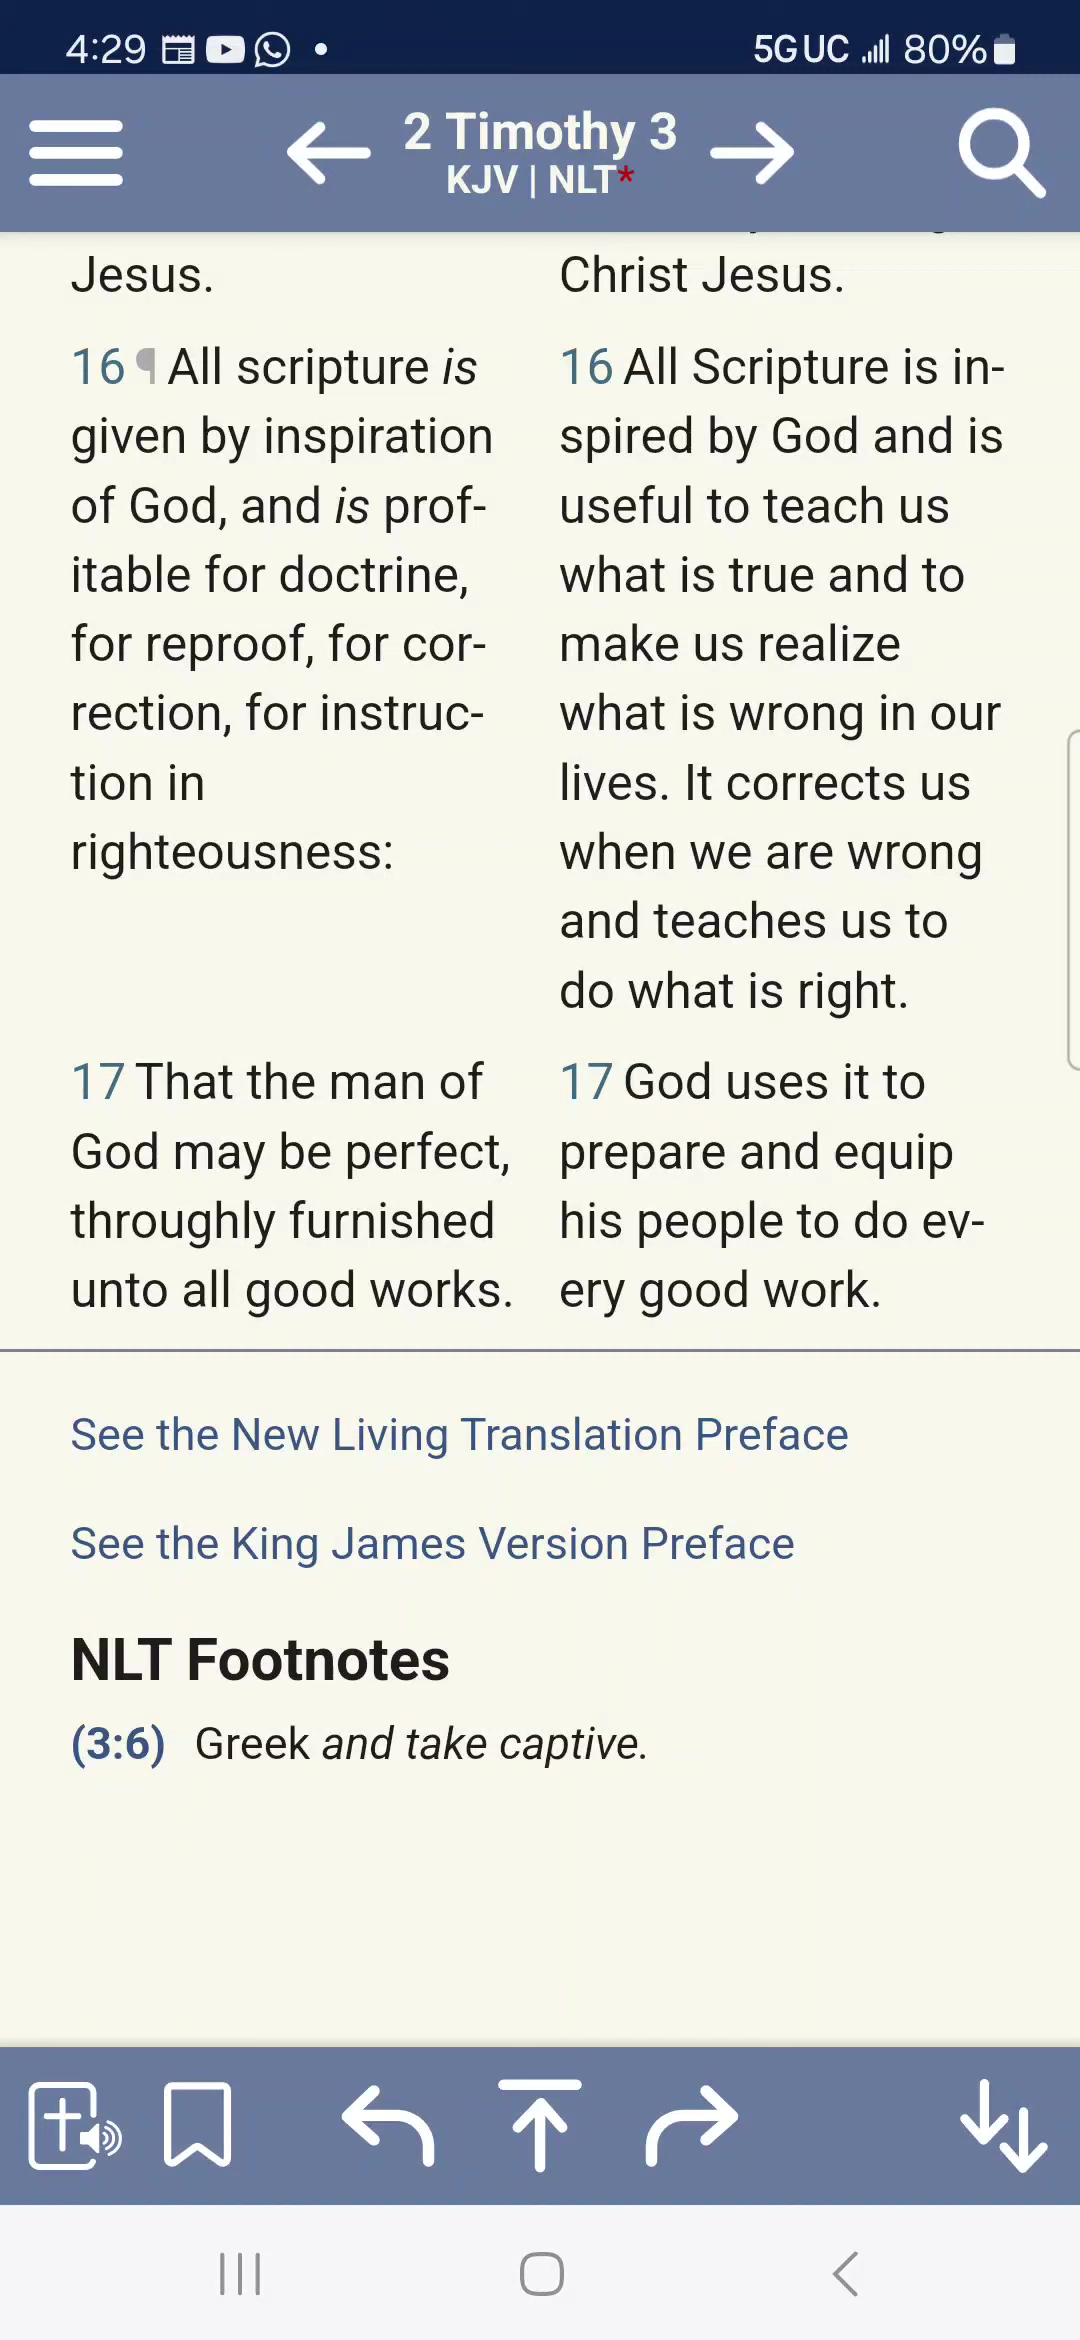 4:29
5G UC 80%
2 Timothy 3
KJV | NLT*
Jesus.
16 ¶ All scripture is
given by inspiration
of God, and is prof-
itable for doctrine,
for reproof, for cor-
rection, for instruc-
tion in
righteousness:
17 That the man of
God may be perfect,
throughly furnished
unto all good works.
Christ Jesus.
16 All Scripture is in-
spired by God and is
useful to teach us
what is true and to
make us realize
what is wrong in our
lives. It corrects us
when we are wrong
and teaches us to
do what is right.
17 God uses it to
prepare and equip
his people to do ev-
ery good work.
See the New Living Translation Preface
See the King James Version Preface
NLT Footnotes
(3:6) Greek and take captive.